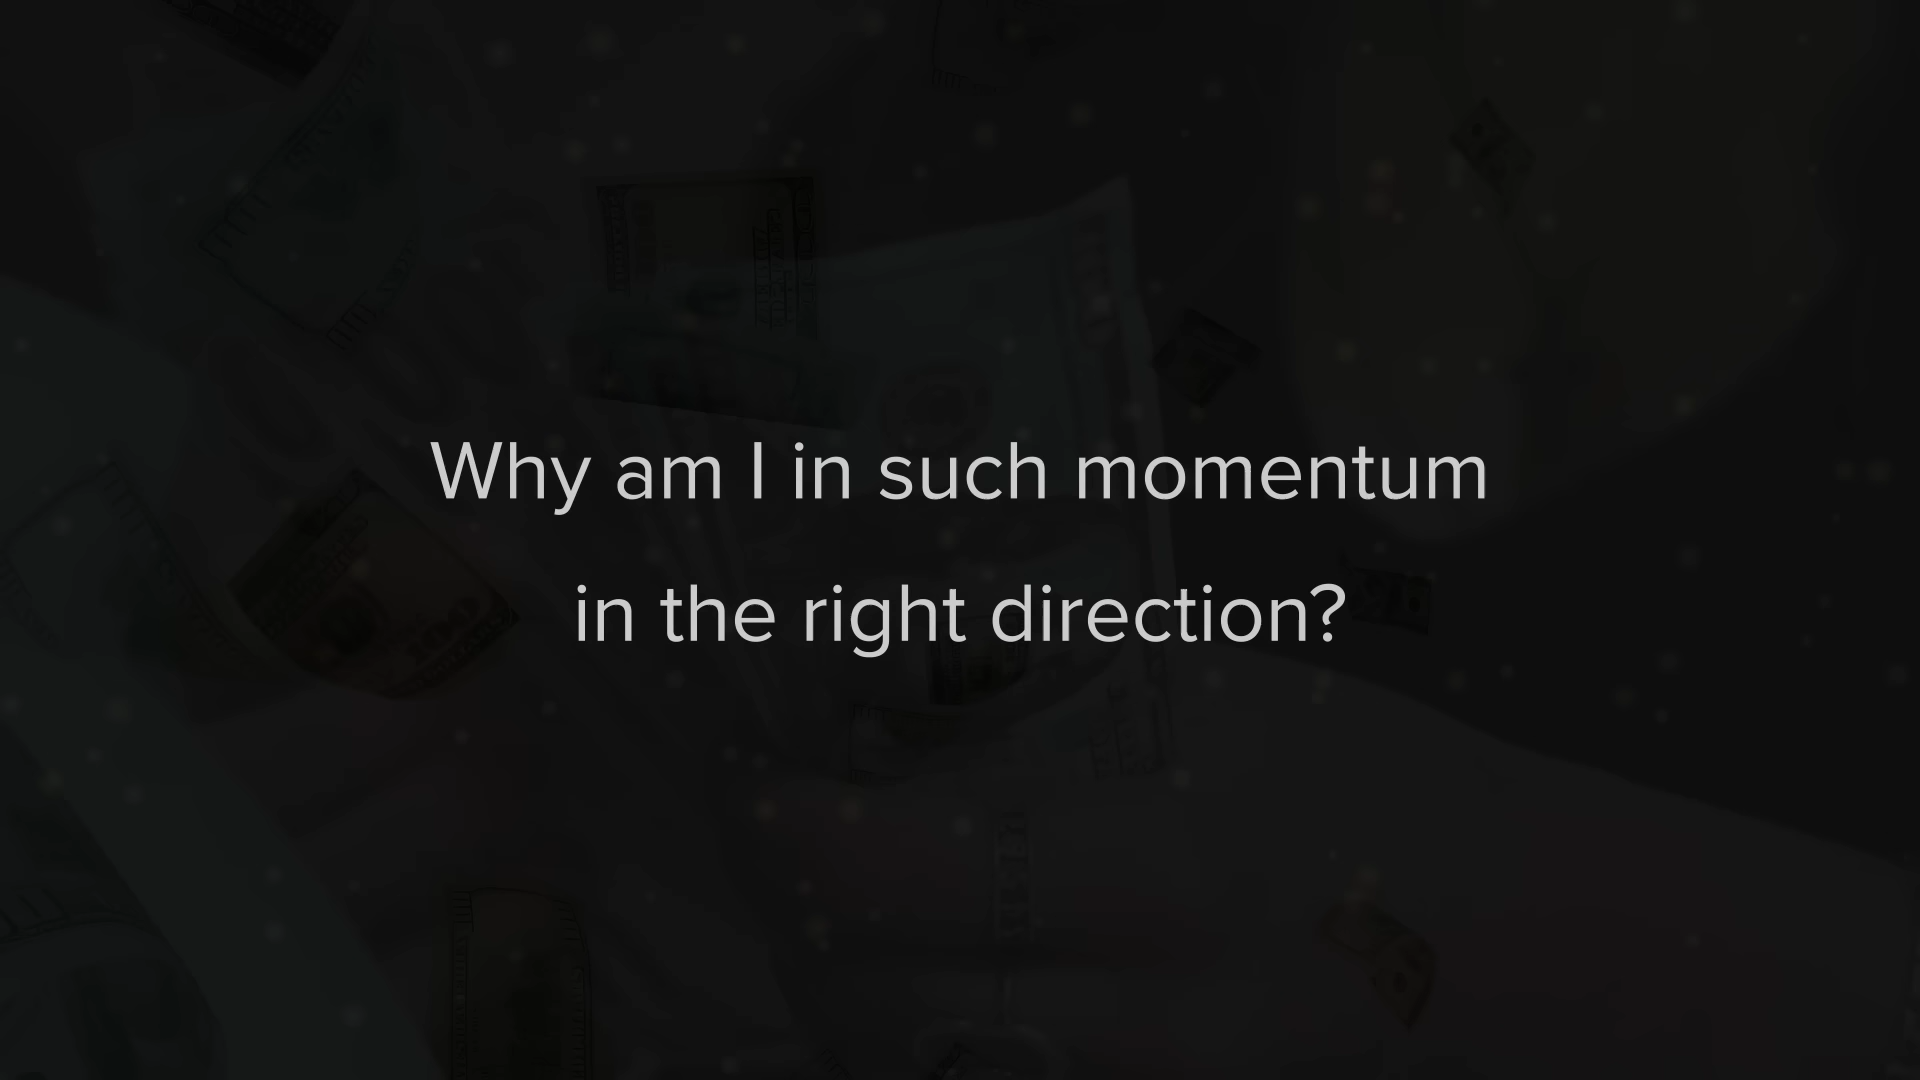 Why am I in such momentum
in the right direction?